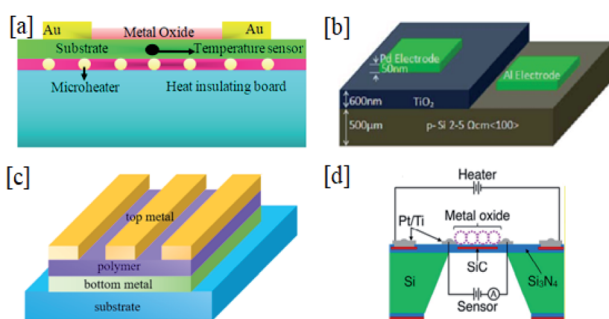 [a]
Au
Metal Oxide
Au
Substrate
Temperature sensor
Microheater
Heat insulating board
[b]
Pd Electrode
50nm
Al Electrode
600nm
TiO₂
500μm
p- Si 2-5 Ωcm<100>
[c]
top metal
polymer
bottom metal
substrate
[d]
Heater
Pt/Ti
Metal oxide
SiC
Si
Si₃N₄
Sensor
A